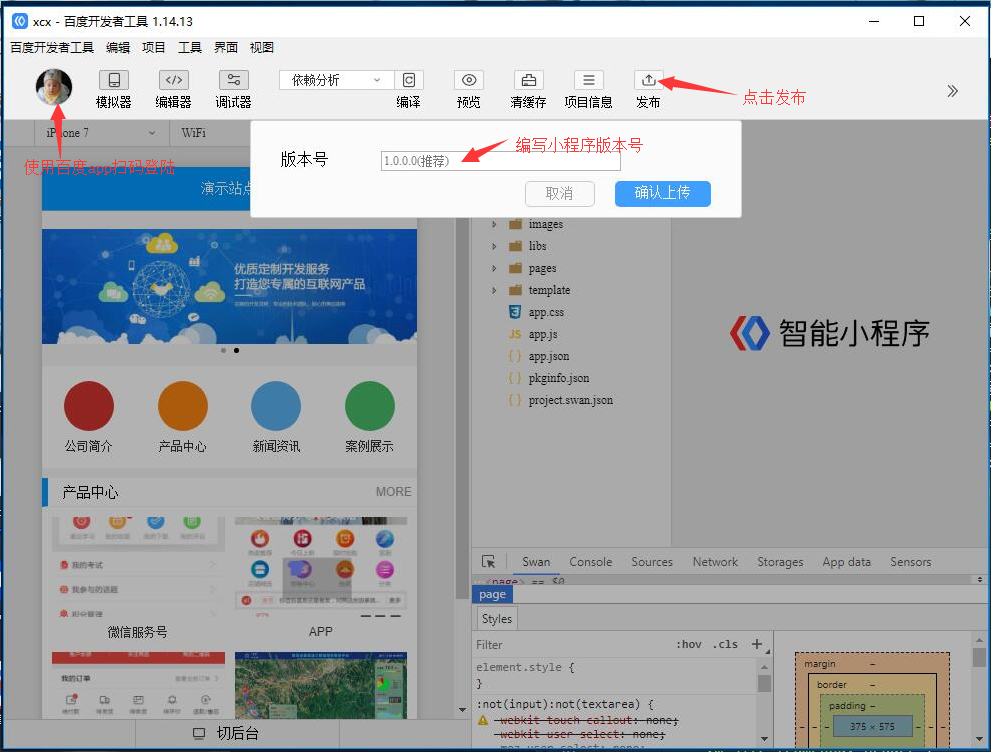 xcx - 百度开发者工具 1.14.13
百度开发者工具 编辑 项目 工具 界面 视图
模拟器 编辑器 调试器 依赖分析 编译 预览 清缓存 项目信息 发布
点击发布
iPhone 7 WiFi
使用百度app扫码登陆
编写小程序版本号
版本号 1.0.0.0(推荐)
取消 确认上传
演示站点
优质定制开发服务
打造您专属的互联网产品
公司简介 产品中心 新闻资讯 案例展示
产品中心 MORE
我的考试
我参与的话题
积分管理
微信服务号 APP
我的订单
切后台
images
libs
pages
template
app.css
JS app.js
{ } app.json
{ } pkginfo.json
{ } project.swan.json
智能小程序
Swan Console Sources Network Storages App data Sensors
<page> == $0
page
Styles
Filter :hov .cls +
element.style {
}
:not(input):not(textarea) {
-webkit-touch-callout: none;
-webkit-user-select: none;
moz-user-select: none;
margin –
border –
padding –
375 × 575